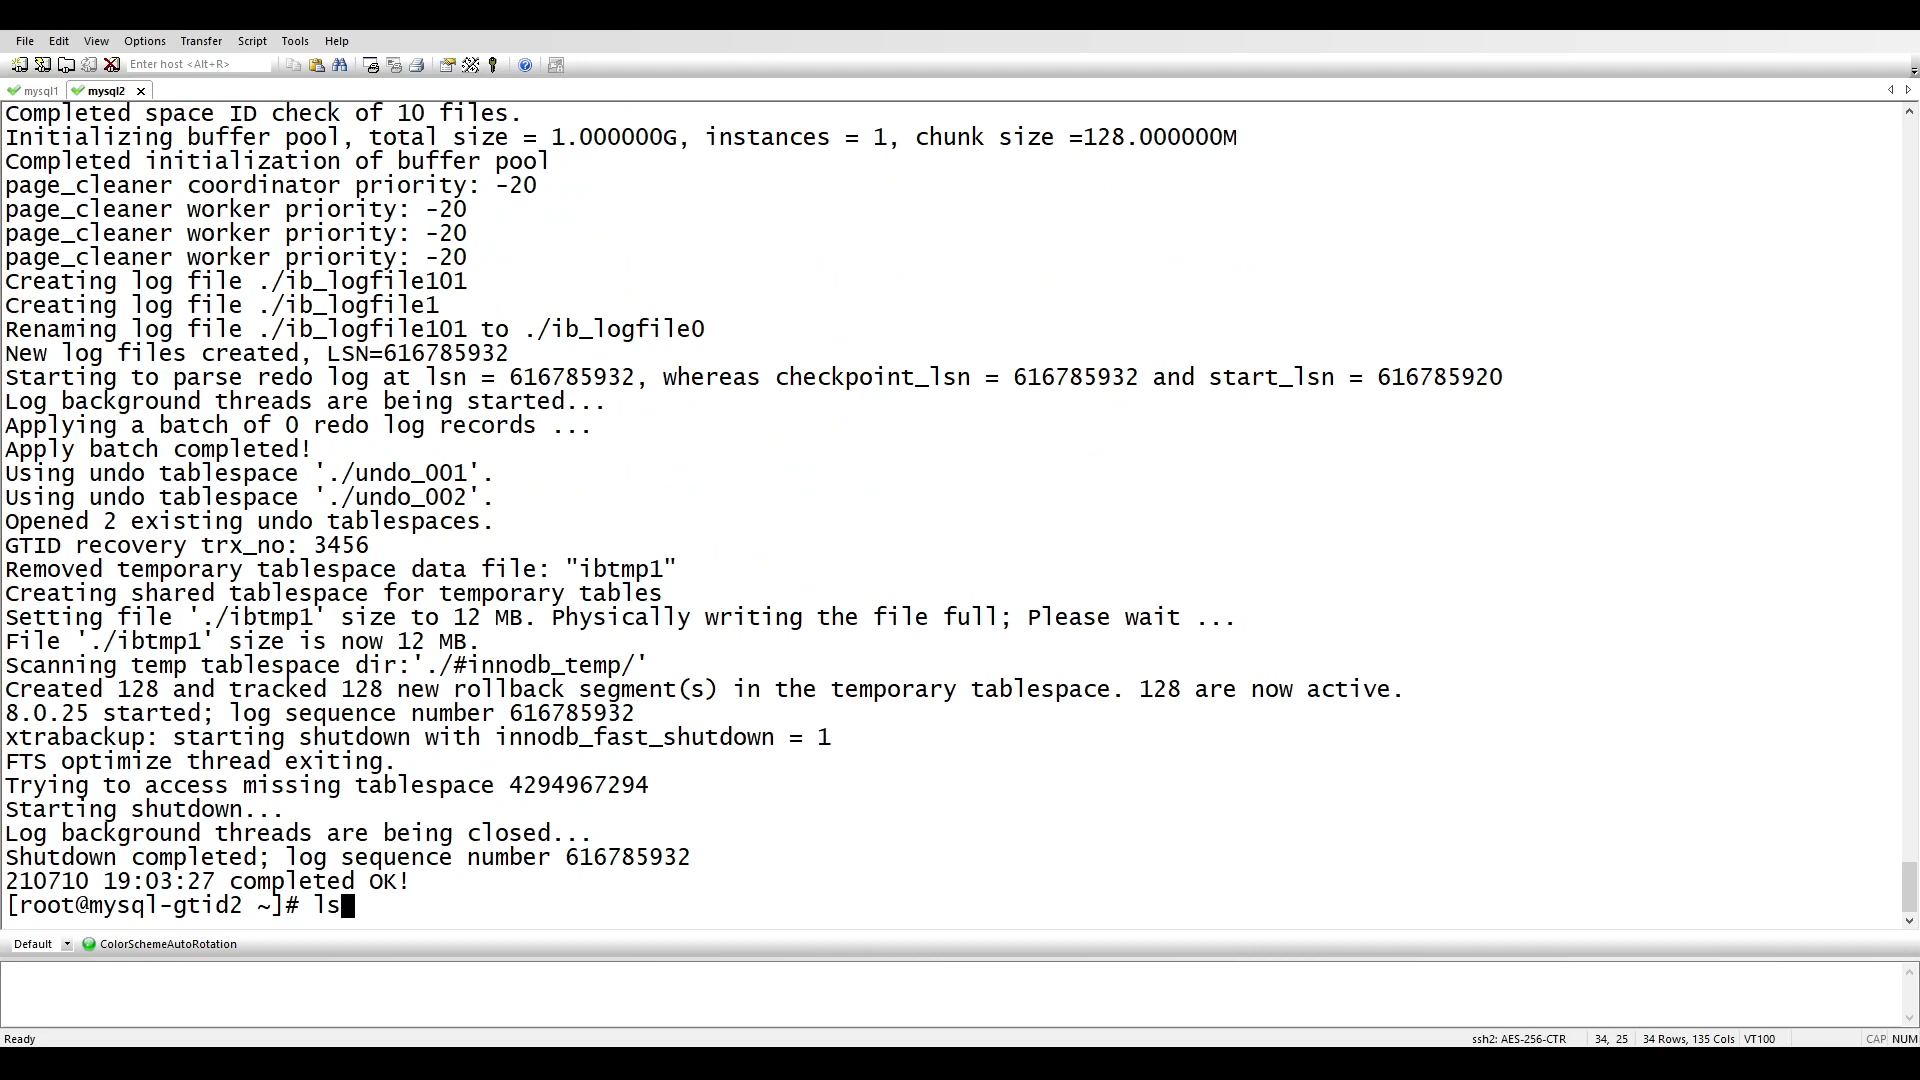 File Edit View Options Transfer Script Tools Help
Enter host <Alt+R>
mysql1 mysql2
Completed space ID check of 10 files.
Initializing buffer pool, total size = 1.000000G, instances = 1, chunk size =128.000000M
Completed initialization of buffer pool
page_cleaner coordinator priority: -20
page_cleaner worker priority: -20
page_cleaner worker priority: -20
page_cleaner worker priority: -20
Creating log file ./ib_logfile101
Creating log file ./ib_logfile1
Renaming log file ./ib_logfile101 to ./ib_logfile0
New log files created, LSN=616785932
Starting to parse redo log at lsn = 616785932, whereas checkpoint_lsn = 616785932 and start_lsn = 616785920
Log background threads are being started...
Applying a batch of 0 redo log records ...
Apply batch completed!
Using undo tablespace './undo_001'.
Using undo tablespace './undo_002'.
Opened 2 existing undo tablespaces.
GTID recovery trx_no: 3456
Removed temporary tablespace data file: "ibtmp1"
Creating shared tablespace for temporary tables
Setting file './ibtmp1' size to 12 MB. Physically writing the file full; Please wait ...
File './ibtmp1' size is now 12 MB.
Scanning temp tablespace dir:'./#innodb_temp/'
Created 128 and tracked 128 new rollback segment(s) in the temporary tablespace. 128 are now active.
8.0.25 started; log sequence number 616785932
xtrabackup: starting shutdown with innodb_fast_shutdown = 1
FTS optimize thread exiting.
Trying to access missing tablespace 4294967294
Starting shutdown...
Log background threads are being closed...
Shutdown completed; log sequence number 616785932
210710 19:03:27 completed OK!
[root@mysql-gtid2 ~]# ls
Default ColorSchemeAutoRotation
Ready ssh2: AES-256-CTR 34, 25 34 Rows, 135 Cols VT100 CAP NUM